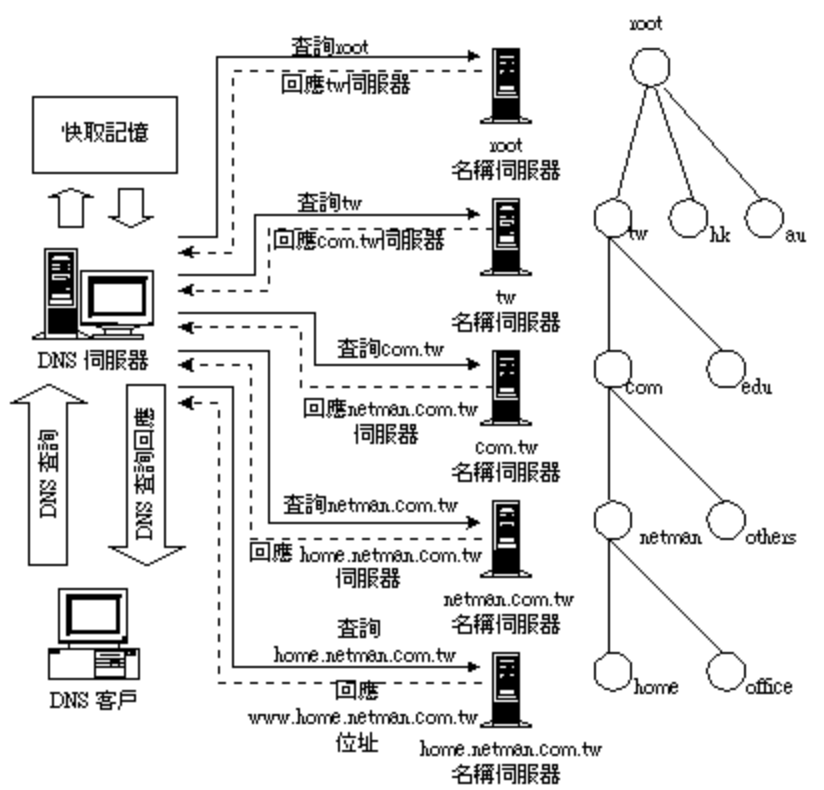 查詢root
回應tw伺服器
root
名稱伺服器
快取記憶
查詢tw
回應com.tw伺服器
tw
名稱伺服器
DNS 伺服器
查詢com.tw
回應netman.com.tw
伺服器
com.tw
名稱伺服器
DNS 查詢
DNS 查詢回應
查詢netman.com.tw
回應 home.netman.com.tw
伺服器
netman.com.tw
名稱伺服器
DNS 客戶
查詢
home.netman.com.tw
回應
www.home.netman.com.tw
位址
home.netman.com.tw
名稱伺服器
root
tw
hk
au
com
edu
netman
others
home
office